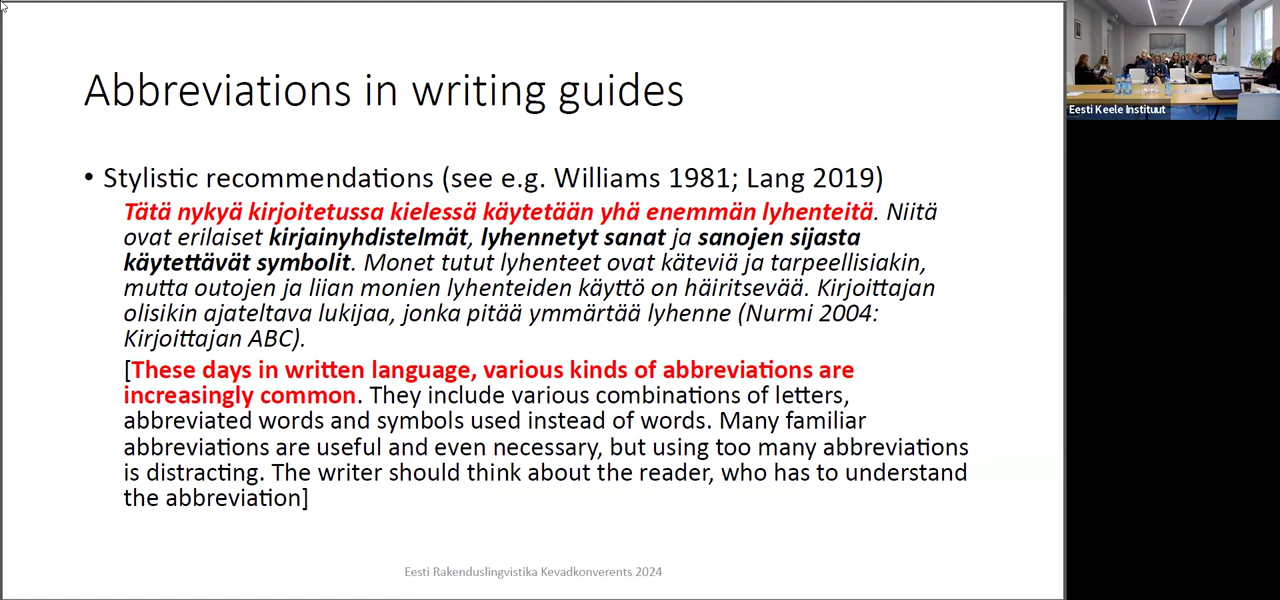 Abbreviations in writing guides
• Stylistic recommendations (see e.g. Williams 1981; Lang 2019)
Tätä nykyä kirjoitetussa kielessä käytetään yhä enemmän lyhenteitä. Niitä
ovat erilaiset kirjainyhdistelmät, lyhennetyt sanat ja sanojen sijasta
käytettävät symbolit. Monet tutut lyhenteet ovat käteviä ja tarpeellisiakin,
mutta outojen ja liian monien lyhenteiden käyttö on häiritsevää. Kirjoittajan
olisikin ajateltava lukijaa, jonka pitää ymmärtää lyhenne (Nurmi 2004:
Kirjoittajan ABC).
[These days in written language, various kinds of abbreviations are
increasingly common. They include various combinations of letters,
abbreviated words and symbols used instead of words. Many familiar
abbreviations are useful and even necessary, but using too many abbreviations
is distracting. The writer should think about the reader, who has to understand
the abbreviation]
Eesti Rakenduslingvistika Kevadkonverents 2024
Eesti Keele Instituut